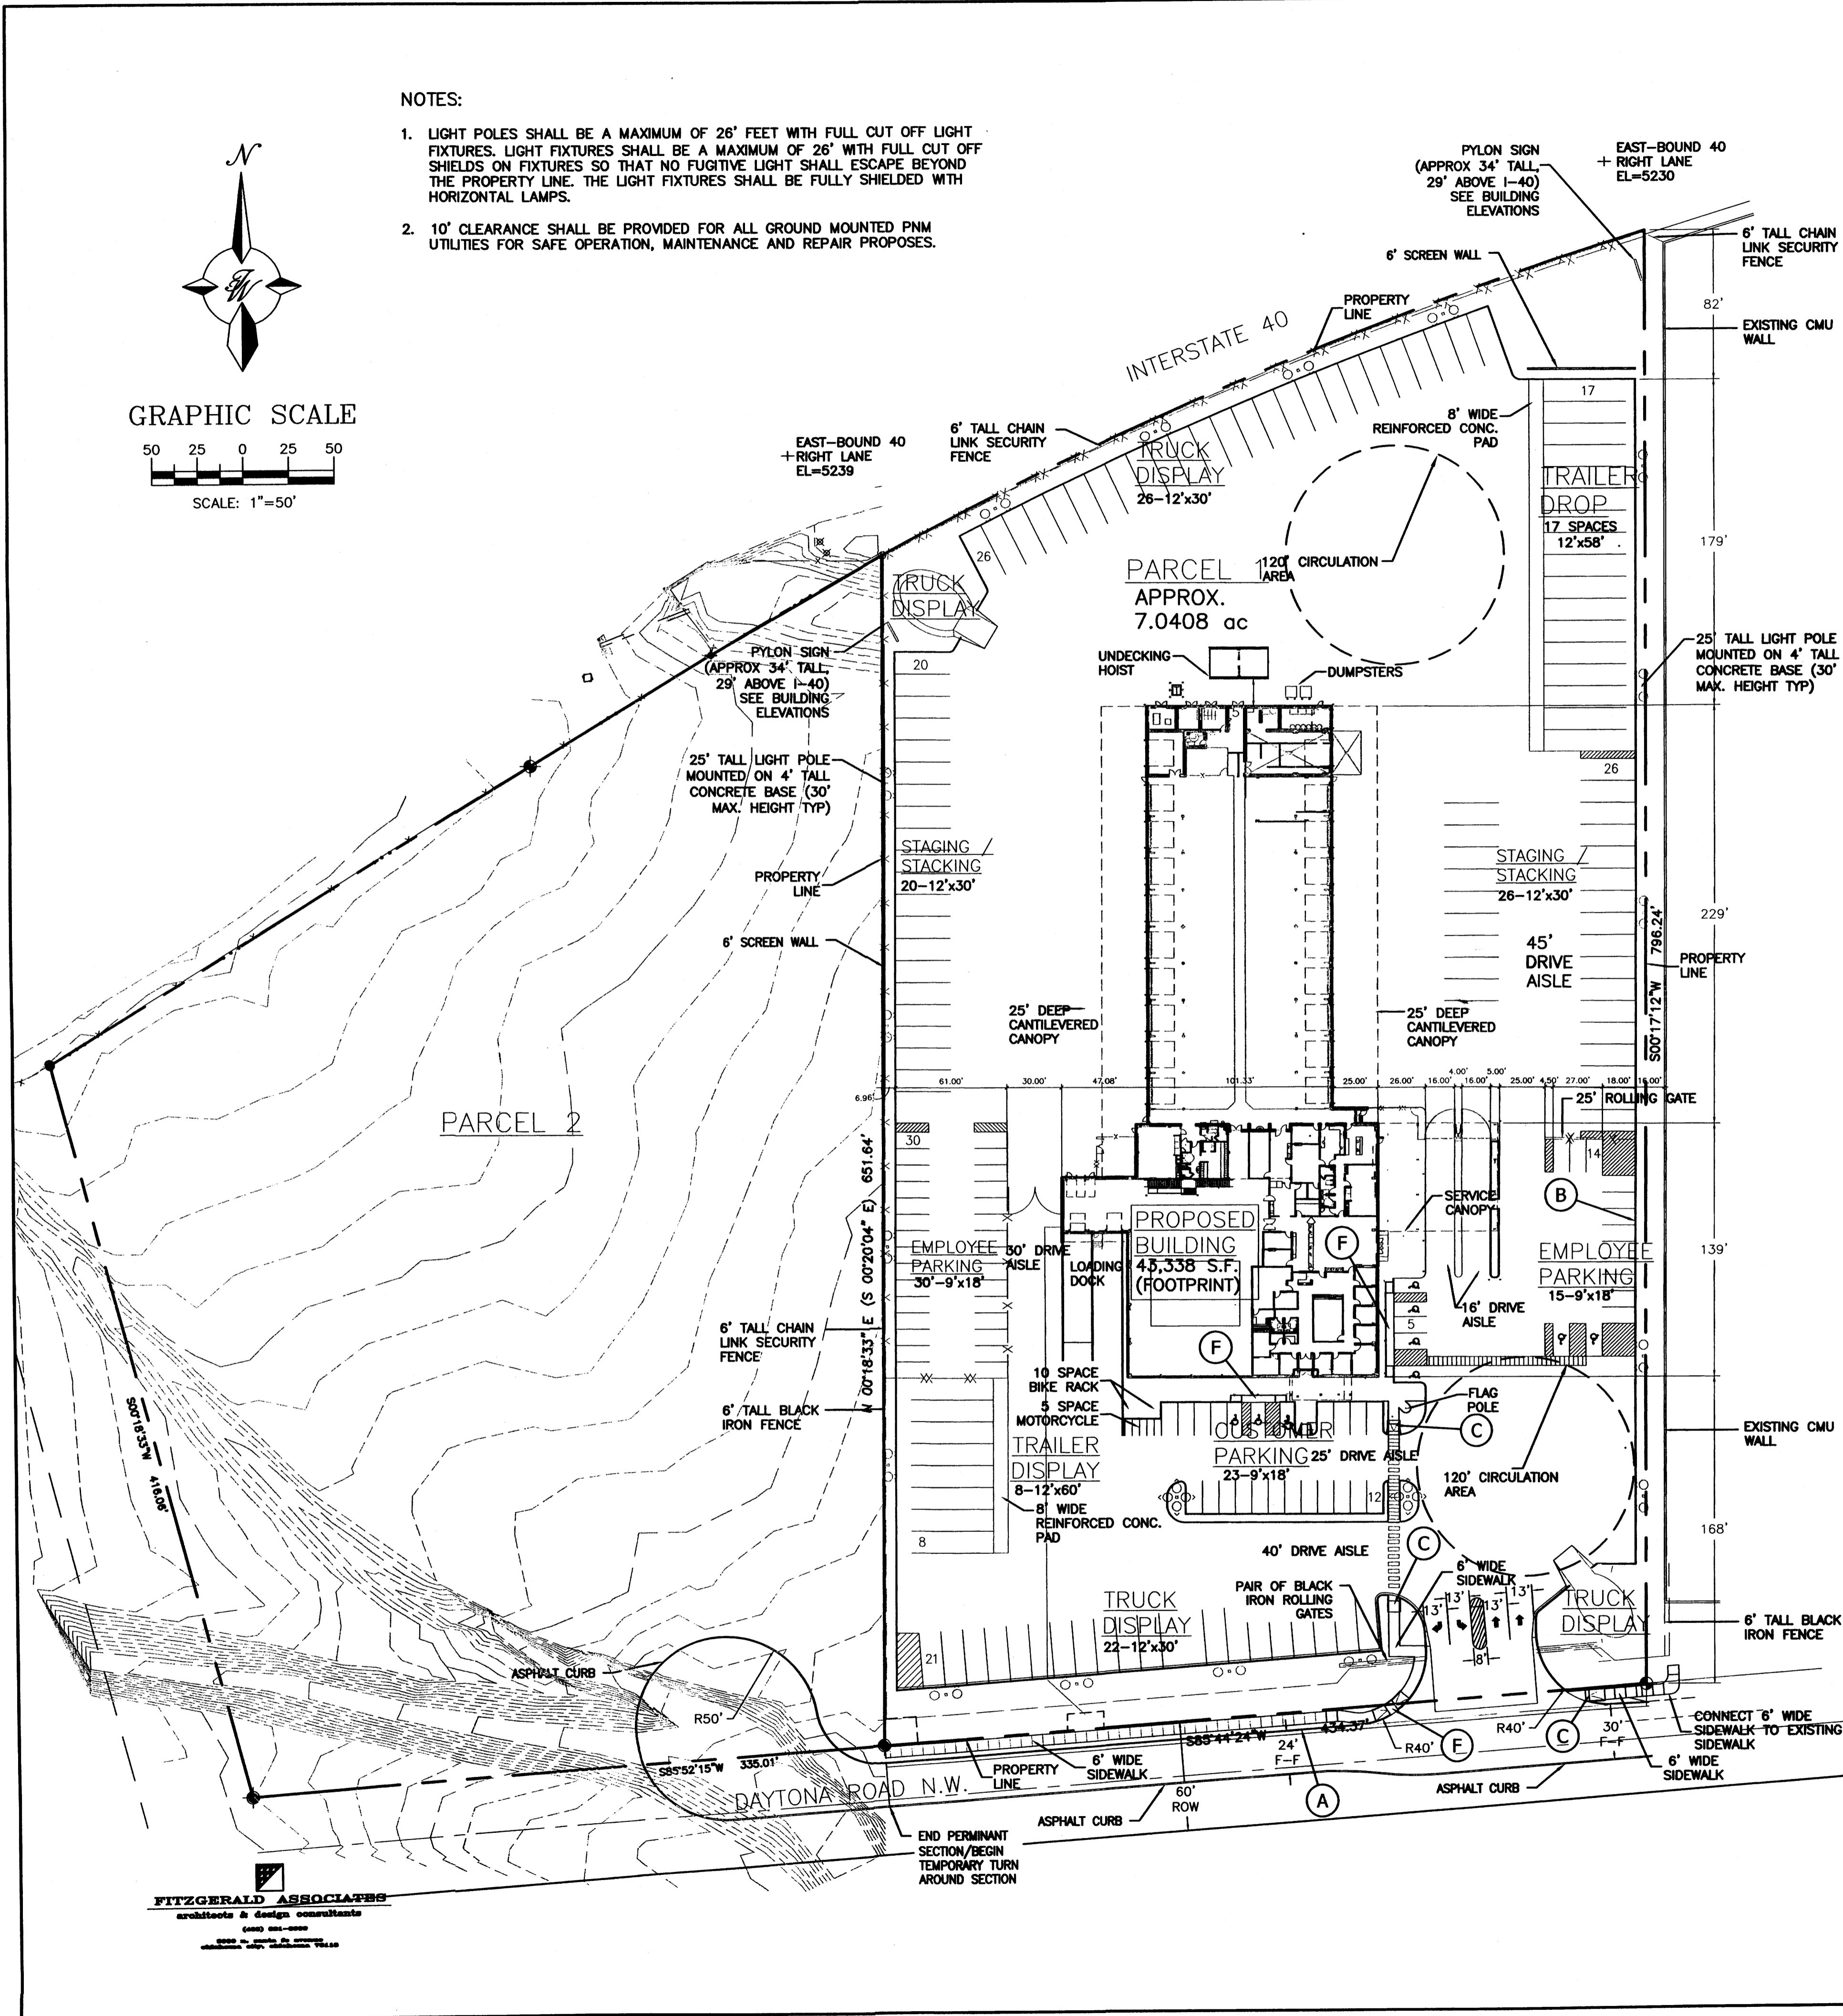 NOTES:
1. LIGHT POLES SHALL BE A MAXIMUM OF 26' FEET WITH FULL CUT OFF LIGHT
FIXTURES. LIGHT FIXTURES SHALL BE A MAXIMUM OF 26' WITH FULL CUT OFF
SHIELDS ON FIXTURES SO THAT NO FUGITIVE LIGHT SHALL ESCAPE BEYOND
THE PROPERTY LINE. THE LIGHT FIXTURES SHALL BE FULLY SHIELDED WITH
HORIZONTAL LAMPS.
2. 10' CLEARANCE SHALL BE PROVIDED FOR ALL GROUND MOUNTED PNM
UTILITIES FOR SAFE OPERATION, MAINTENANCE AND REPAIR PROPOSES.
N
GRAPHIC SCALE
50 25 0 25 50
SCALE: 1"=50'
PYLON SIGN
(APPROX 34' TALL,
29' ABOVE I-40)
SEE BUILDING
ELEVATIONS
EAST-BOUND 40
RIGHT LANE
EL=5230
6' TALL CHAIN
LINK SECURITY
FENCE
6' SCREEN WALL
82'
PROPERTY
LINE
EXISTING CMU
WALL
INTERSTATE 40
17
8' WIDE
REINFORCED CONC.
PAD
EAST-BOUND 40
RIGHT LANE
EL=5239
6' TALL CHAIN
LINK SECURITY
FENCE
TRUCK
DISPLAY
26-12'x30'
TRAILER
DROP
17 SPACES
12'x58'
179'
26
PARCEL 1
APPROX.
7.0408 ac
120' CIRCULATION
AREA
TRUCK
DISPLAY
PYLON SIGN
(APPROX 34' TALL,
29' ABOVE I-40)
SEE BUILDING
ELEVATIONS
20
UNDECKING
HOIST
DUMPSTERS
25' TALL LIGHT POLE
MOUNTED ON 4' TALL
CONCRETE BASE (30'
MAX. HEIGHT TYP)
5
25' TALL LIGHT POLE
MOUNTED ON 4' TALL
CONCRETE BASE (30'
MAX. HEIGHT TYP)
26
STAGING /
STACKING
20-12'x30'
STAGING /
STACKING
26-12'x30'
PROPERTY
LINE
229'
6' SCREEN WALL
45'
DRIVE
AISLE
S00°17'12"W 796.24'
PROPERTY
LINE
25' DEEP
CANTILEVERED
CANOPY
25' DEEP
CANTILEVERED
CANOPY
6.96'
61.00'
30.00'
47.08'
101.33'
25.00'
26.00'
16.00'
4.00'
16.00'
5.00'
25.00'
4.50'
27.00'
18.00'
16.00'
25' ROLLING GATE
PARCEL 2
N 00°18'33" E (S 00°20'04" E) 651.64'
30
14
B
SERVICE
CANOPY
PROPOSED
BUILDING
43,338 S.F.
(FOOTPRINT)
F
EMPLOYEE
PARKING
30'-9'x18'
30' DRIVE
AISLE
LOADING
DOCK
EMPLOYEE
PARKING
15-9'x18'
139'
16' DRIVE
AISLE
5
6' TALL CHAIN
LINK SECURITY
FENCE
F
10 SPACE
BIKE RACK
5 SPACE
MOTORCYCLE
FLAG
POLE
C
6' TALL BLACK
IRON FENCE
S00°18'33"W 416.06'
TRAILER
DISPLAY
8-12'x60'
CUSTOMER
PARKING
23-9'x18'
25' DRIVE AISLE
EXISTING CMU
WALL
120' CIRCULATION
AREA
12
8' WIDE
REINFORCED CONC.
PAD
8
168'
40' DRIVE AISLE
C
6' WIDE
SIDEWALK
PAIR OF BLACK
IRON ROLLING
GATES
13'
13'
13'
13'
8'
TRUCK
DISPLAY
22-12'x30'
TRUCK
DISPLAY
6' TALL BLACK
IRON FENCE
21
ASPHALT CURB
R50'
S85°52'15"W 335.01'
S85°44'24"W 434.37'
24'
F-F
R40'
F
R40'
C
30'
F-F
CONNECT 6' WIDE
SIDEWALK TO EXISTING
SIDEWALK
6' WIDE
SIDEWALK
PROPERTY
LINE
6' WIDE
SIDEWALK
DAYTONA ROAD N.W.
60'
ROW
A
ASPHALT CURB
ASPHALT CURB
END PERMINANT
SECTION/BEGIN
TEMPORARY TURN
AROUND SECTION
FITZGERALD ASSOCIATES
architects & design consultants
oklahoma city, oklahoma